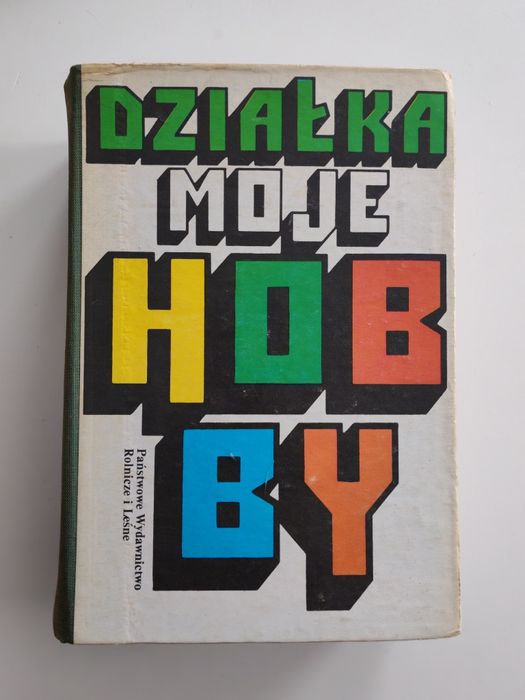 DZIAŁKA
MOJE
HOB
BY
Państwowe Wydawnictwo
Rolnicze i Leśne